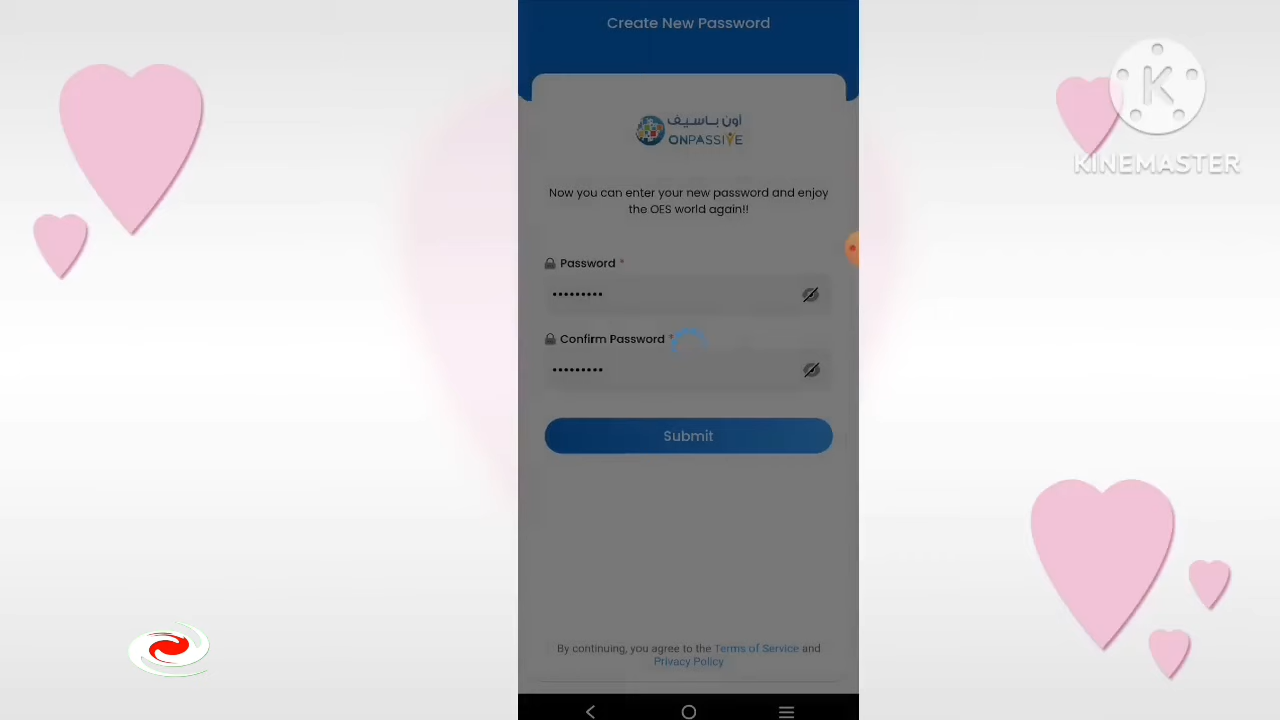 Create New Password
K
KINEMASTER
اون باسيف
ONPASSIVE
Now you can enter your new password and enjoy
the OES world again!!
Password *
•••••••••
Confirm Password *
•••••••••
Submit
By continuing, you agree to the Terms of Service and
Privacy Policy